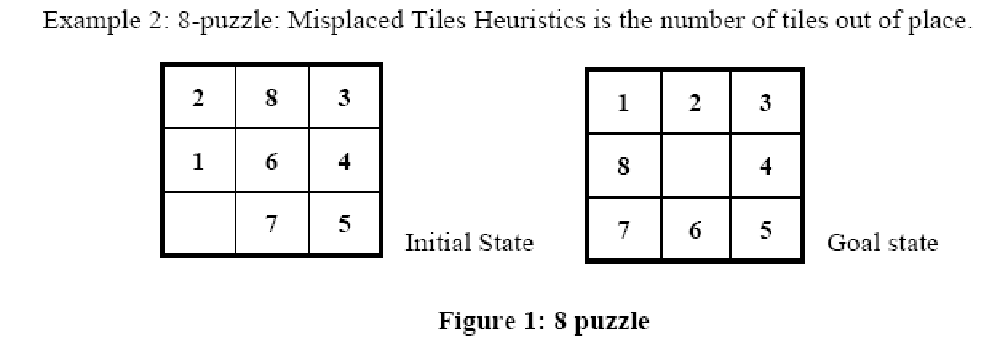 Example 2: 8-puzzle: Misplaced Tiles Heuristics is the number of tiles out of place.
2 8 3
1 6 4
7 5
Initial State
1 2 3
8 4
7 6 5
Goal state
Figure 1: 8 puzzle